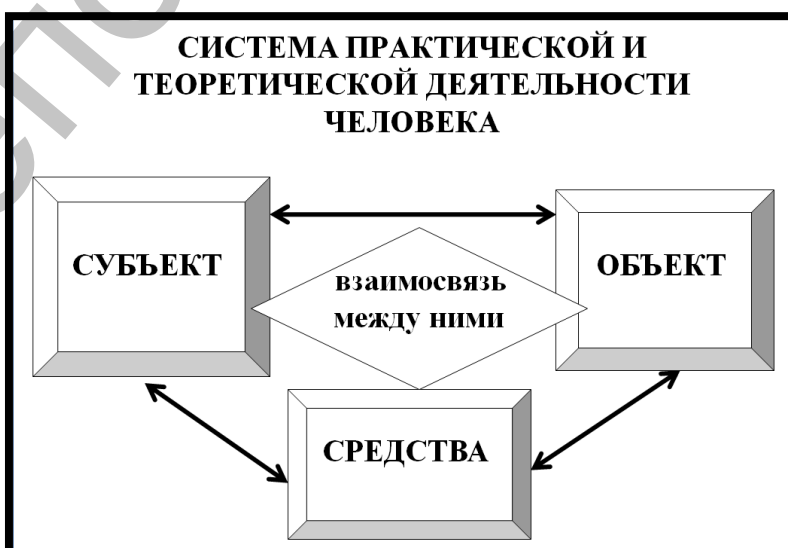 СИСТЕМА ПРАКТИЧЕСКОЙ И
ТЕОРЕТИЧЕСКОЙ ДЕЯТЕЛЬНОСТИ
ЧЕЛОВЕКА
СУБЪЕКТ
ОБЪЕКТ
взаимосвязь
между ними
СРЕДСТВА